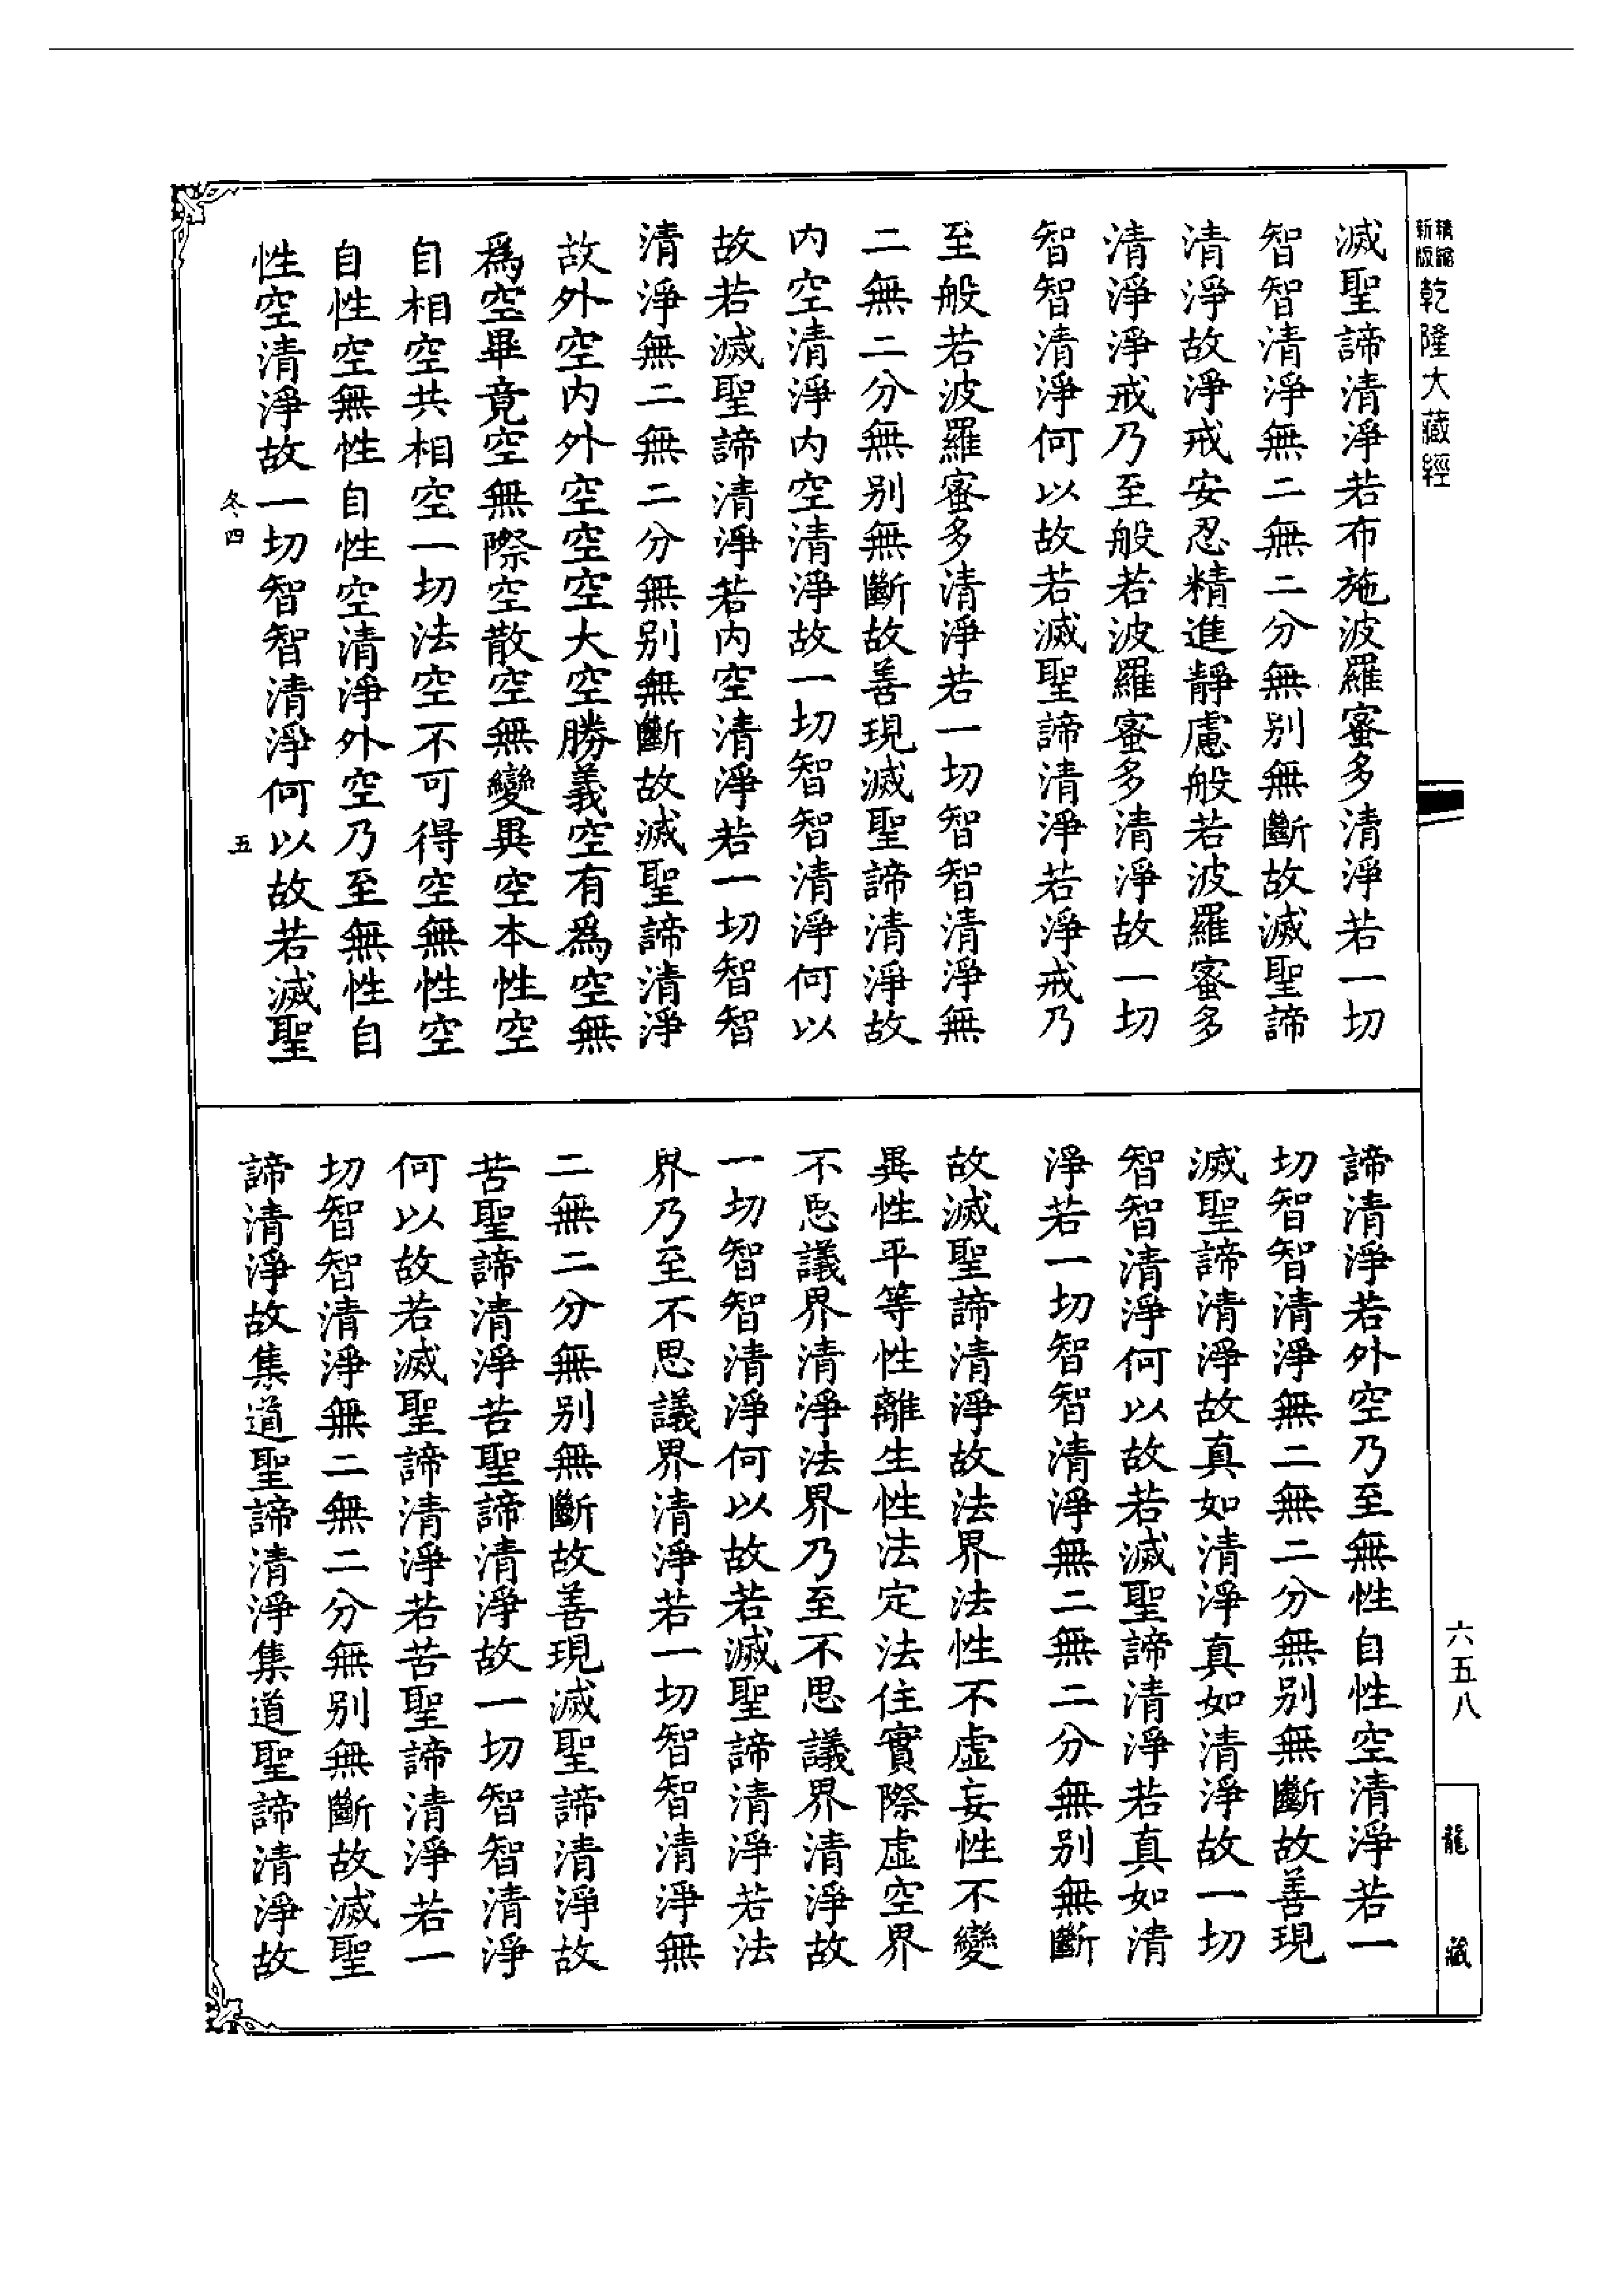 精龍
新版
乾隆大藏經
滅聖諦清淨若布施波羅蜜多清淨若一切
智智清淨無二無二分無別無斷故滅聖諦
清淨故淨戒安忍精進靜慮般若波羅蜜多
清淨淨戒乃至般若波羅蜜多清淨故一切
智智清淨何以故若滅聖諦清淨若淨戒乃
至般若波羅蜜多清淨若一切智智清淨無
二無二分無別無斷故善現滅聖諦清淨故
內空清淨內空清淨故一切智智清淨何以
故若滅聖諦清淨若內空清淨若一切智智
清淨無二無二分無別無斷故滅聖諦清淨
故外空內外空空空大空勝義空有為空無
為空畢竟空無際空散空無變異空本性空
自相空共相空一切法空不可得空無性空
自性空無性自性空清淨外空乃至無性自
性空清淨故一切智智清淨何以故若滅聖
冬四
五
諦清淨若外空乃至無性自性空清淨若一
切智智清淨無二無二分無別無斷故善現
滅聖諦清淨故真如清淨真如清淨故一切
智智清淨何以故若滅聖諦清淨若真如清
淨若一切智智清淨無二無二分無別無斷
故滅聖諦清淨故法界法性不虛妄性不變
異性平等性離生性法定法住實際虛空界
不思議界清淨法界乃至不思議界清淨故
一切智智清淨何以故若滅聖諦清淨若法
界乃至不思議界清淨若一切智智清淨無
二無二分無別無斷故善現滅聖諦清淨故
苦聖諦清淨苦聖諦清淨故一切智智清淨
何以故若滅聖諦清淨若苦聖諦清淨若一
切智智清淨無二無二分無別無斷故滅聖
諦清淨故集道聖諦清淨集道聖諦清淨故
六五八
龍藏